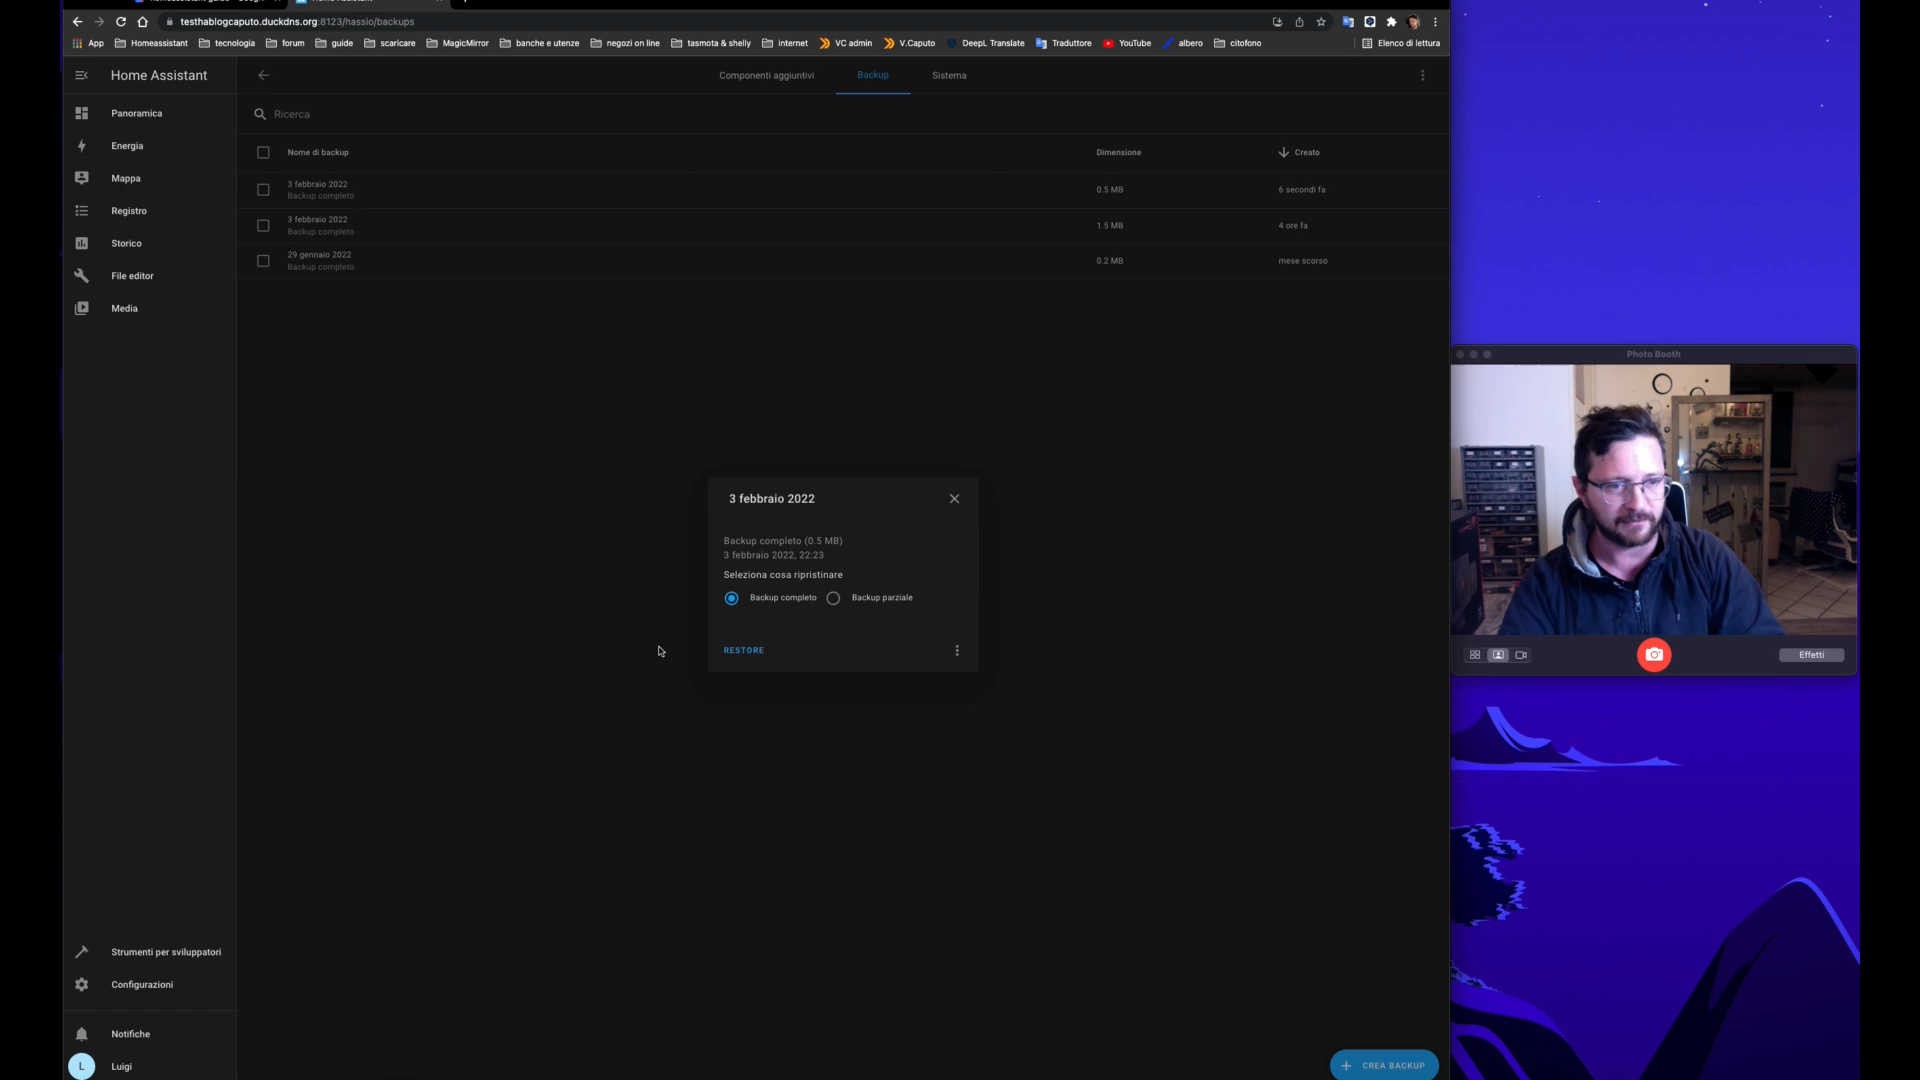 testhablogcaputo.duckdns.org:8123/hassio/backups
App Homeassistant tecnologia forum guide scaricare MagicMirror banche e utenze negozi on line tasmota & shelly internet VC admin V.Caputo DeepL Translate Traduttore YouTube albero citofono Elenco di lettura
Home Assistant
Componenti aggiuntivi Backup Sistema
Panoramica
Energia
Mappa
Registro
Storico
File editor
Media
Ricerca
Nome di backup Dimensione Creato
3 febbraio 2022
Backup completo
0.5 MB 6 secondi fa
3 febbraio 2022
Backup completo
1.5 MB 4 ore fa
29 gennaio 2022
Backup completo
0.2 MB mese scorso
3 febbraio 2022
Backup completo (0.5 MB)
3 febbraio 2022, 22:23
Seleziona cosa ripristinare
Backup completo Backup parziale
RESTORE
Photo Booth
Effetti
Strumenti per sviluppatori
Configurazioni
Notifiche
L Luigi
CREA BACKUP